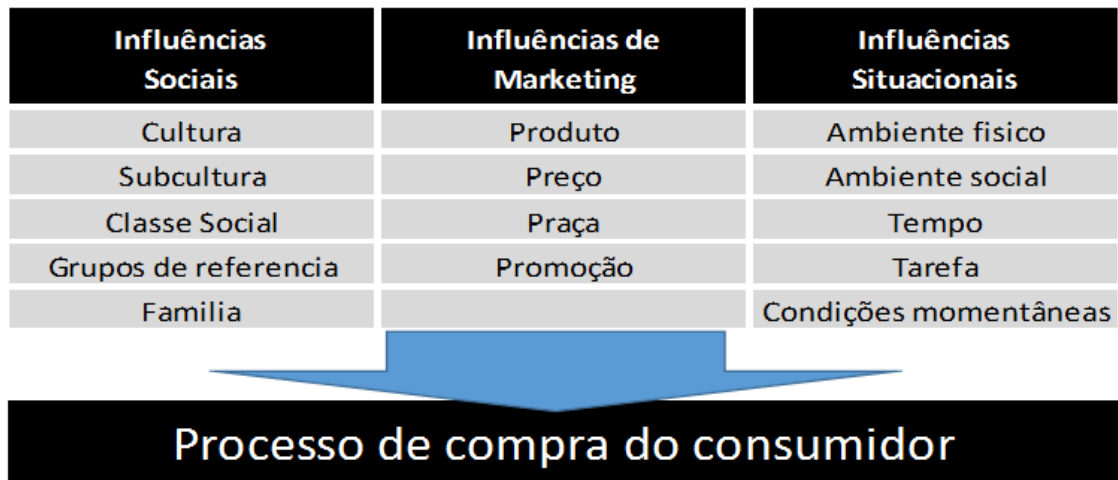 Influências Sociais
Influências de Marketing
Influências Situacionais
Cultura
Produto
Ambiente fisico
Subcultura
Preço
Ambiente social
Classe Social
Praça
Tempo
Grupos de referencia
Promoção
Tarefa
Familia
Condições momentâneas
Processo de compra do consumidor